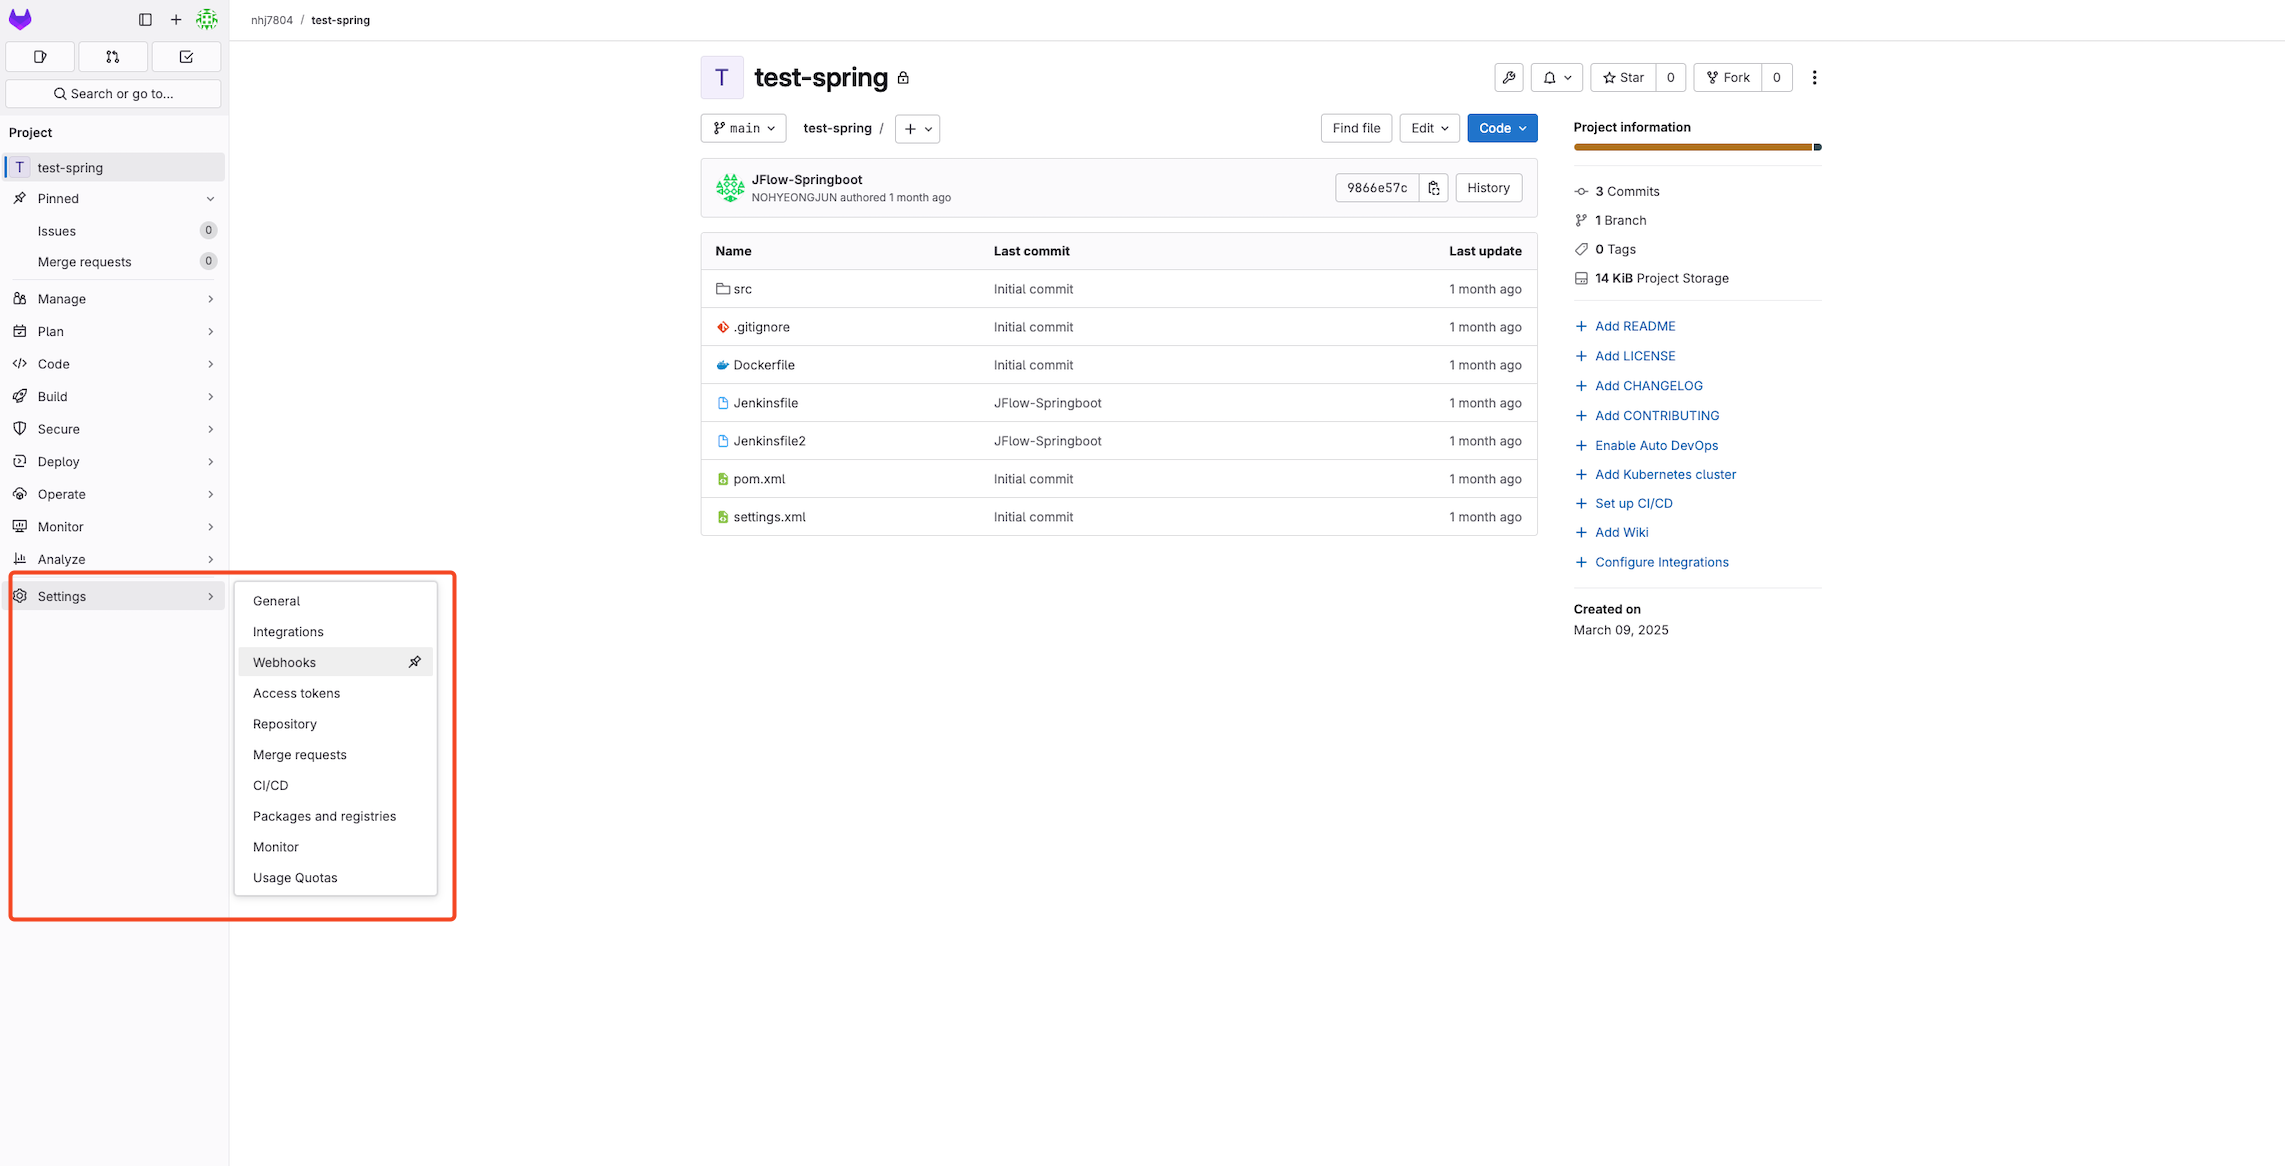 nhj7804 / test-spring
Search or go to...
Project
T test-spring
Pinned
Issues 0
Merge requests 0
Manage
Plan
Code
Build
Secure
Deploy
Operate
Monitor
Analyze
Settings
General
Integrations
Webhooks
Access tokens
Repository
Merge requests
CI/CD
Packages and registries
Monitor
Usage Quotas
T test-spring
Star 0 Fork 0
main test-spring / + Find file Edit Code
JFlow-Springboot
NOHYEONGJUN authored 1 month ago
9866e57c History
Name Last commit Last update
src Initial commit 1 month ago
.gitignore Initial commit 1 month ago
Dockerfile Initial commit 1 month ago
Jenkinsfile JFlow-Springboot 1 month ago
Jenkinsfile2 JFlow-Springboot 1 month ago
pom.xml Initial commit 1 month ago
settings.xml Initial commit 1 month ago
Project information
3 Commits
1 Branch
0 Tags
14 KiB Project Storage
+ Add README
+ Add LICENSE
+ Add CHANGELOG
+ Add CONTRIBUTING
+ Enable Auto DevOps
+ Add Kubernetes cluster
+ Set up CI/CD
+ Add Wiki
+ Configure Integrations
Created on
March 09, 2025